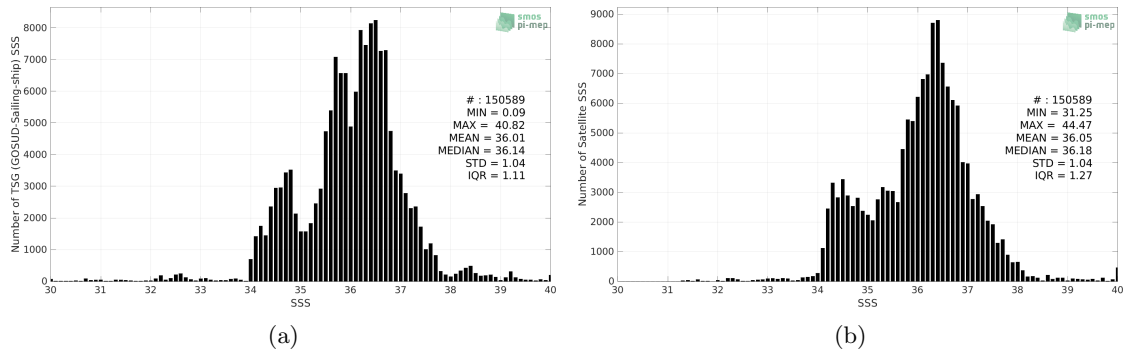 Number of TSG (GOSUD-Sailing-ship) SSS
8000
7000
6000
5000
4000
3000
2000
1000
0
30 31 32 33 34 35 36 37 38 39 40
SSS
smos
pi-mep
# : 150589
MIN = 0.09
MAX = 40.82
MEAN = 36.01
MEDIAN = 36.14
STD = 1.04
IQR = 1.11
(a)
Number of Satellite SSS
9000
8000
7000
6000
5000
4000
3000
2000
1000
0
30 31 32 33 34 35 36 37 38 39 40
SSS
smos
pi-mep
# : 150589
MIN = 31.25
MAX = 44.47
MEAN = 36.05
MEDIAN = 36.18
STD = 1.04
IQR = 1.27
(b)